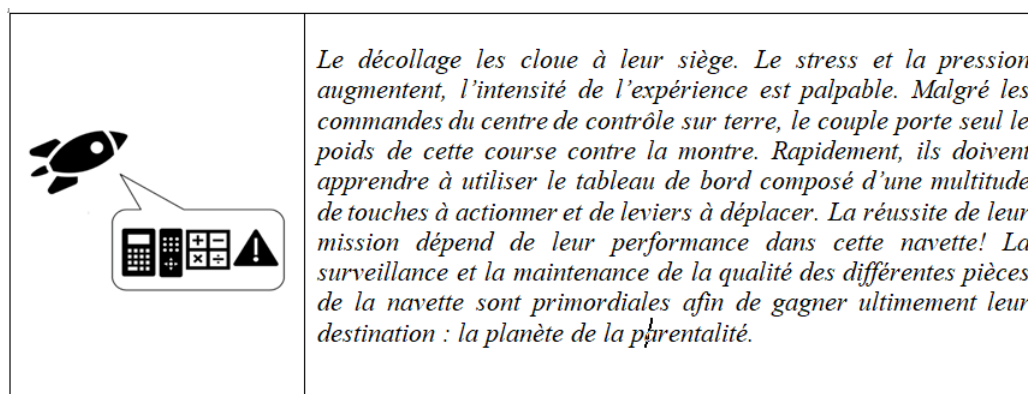 Le décollage les cloue à leur siège. Le stress et la pression
augmentent, l'intensité de l'expérience est palpable. Malgré les
commandes du centre de contrôle sur terre, le couple porte seul le
poids de cette course contre la montre. Rapidement, ils doivent
apprendre à utiliser le tableau de bord composé d'une multitude
de touches à actionner et de leviers à déplacer. La réussite de leur
mission dépend de leur performance dans cette navette! La
surveillance et la maintenance de la qualité des différentes pièces
de la navette sont primordiales afin de gagner ultimement leur
destination : la planète de la parentalité.